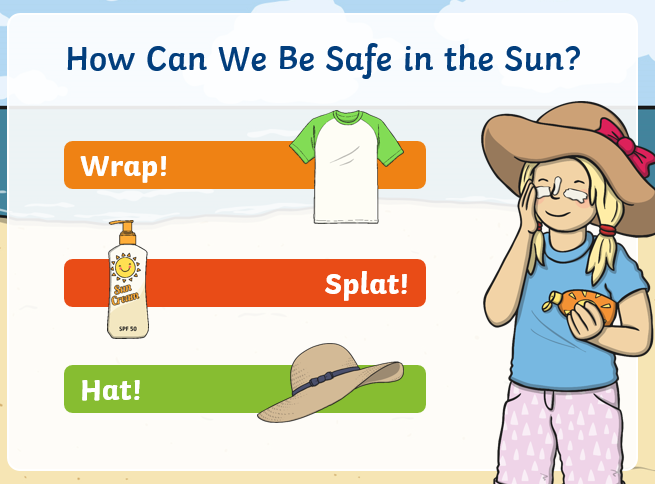 How Can We Be Safe in the Sun?
Wrap!
Sun
Cream
SPF 50
Splat!
Hat!